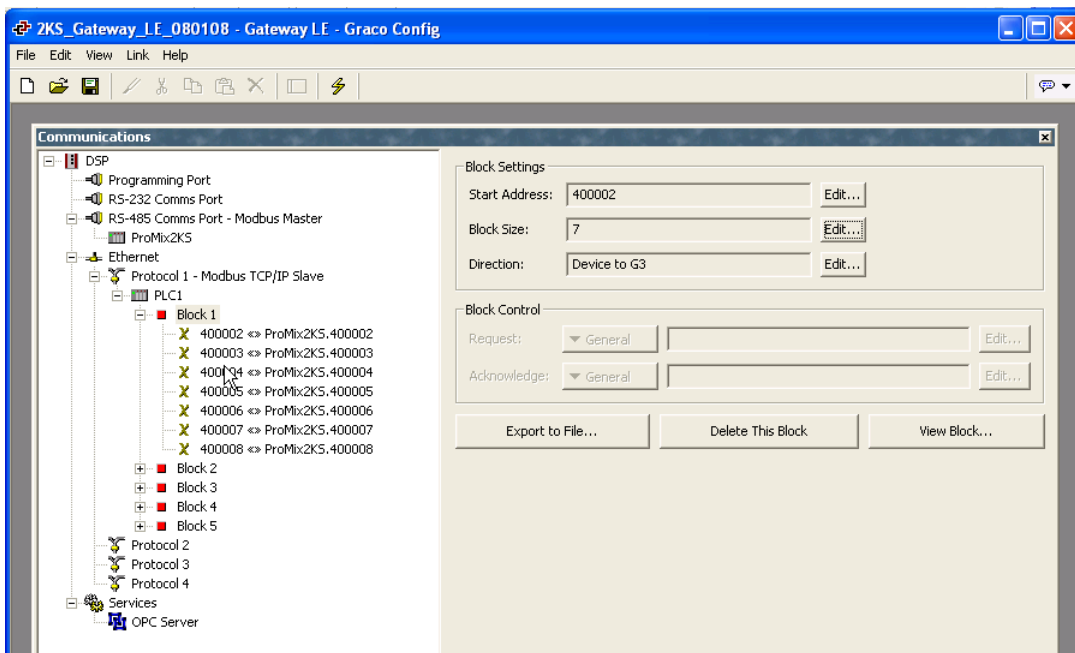 2KS_Gateway_LE_080108 - Gateway LE - Graco Config
File Edit View Link Help
Communications
DSP
Programming Port
RS-232 Comms Port
RS-485 Comms Port - Modbus Master
ProMix2KS
Ethernet
Protocol 1 - Modbus TCP/IP Slave
PLC1
Block 1
400002 <=> ProMix2KS.400002
400003 <=> ProMix2KS.400003
400004 <=> ProMix2KS.400004
400005 <=> ProMix2KS.400005
400006 <=> ProMix2KS.400006
400007 <=> ProMix2KS.400007
400008 <=> ProMix2KS.400008
Block 2
Block 3
Block 4
Block 5
Protocol 2
Protocol 3
Protocol 4
Services
OPC Server
Block Settings
Start Address: 400002 Edit...
Block Size: 7 Edit...
Direction: Device to G3 Edit...
Block Control
Request: General Edit...
Acknowledge: General Edit...
Export to File... Delete This Block View Block...